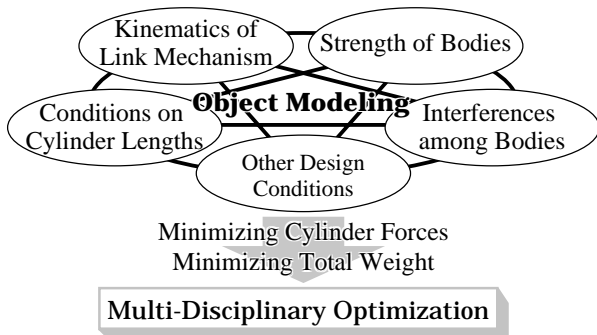 Kinematics of
Link Mechanism
Strength of Bodies
Object Modeling
Conditions on
Cylinder Lengths
Interferences
among Bodies
Other Design
Conditions
Minimizing Cylinder Forces
Minimizing Total Weight
Multi-Disciplinary Optimization